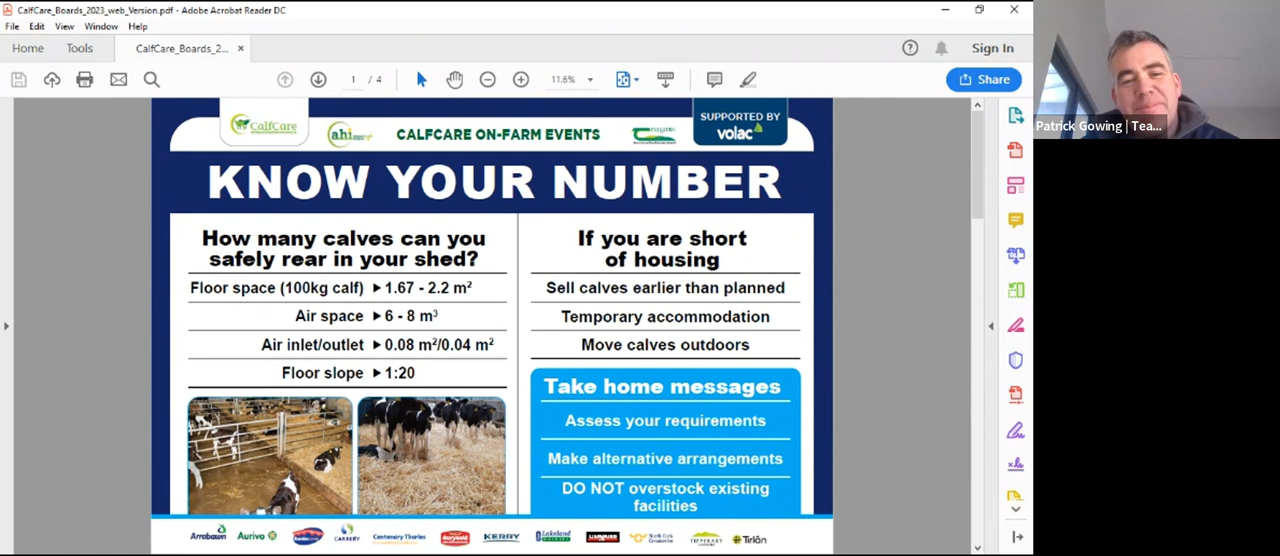 CalfCare_Boards_2023_web_Version.pdf - Adobe Acrobat Reader DC
File Edit View Window Help
Home Tools CalfCare_Boards_2... × Sign In
1 / 4 11.6% Share
CalfCare
ahi
CALFCARE ON-FARM EVENTS
SUPPORTED BY
volac
KNOW YOUR NUMBER
How many calves can you
safely rear in your shed?
Floor space (100kg calf) ▶ 1.67 - 2.2 m²
Air space ▶ 6 - 8 m³
Air inlet/outlet ▶ 0.08 m²/0.04 m²
Floor slope ▶ 1:20
If you are short
of housing
Sell calves earlier than planned
Temporary accommodation
Move calves outdoors
Take home messages
Assess your requirements
Make alternative arrangements
DO NOT overstock existing
facilities
Arrabawn Aurivo CARBERY Centenary Thurles Dairygold KERRY Lakeland TIPPERARY Tirlán
Patrick Gowing | Tea...